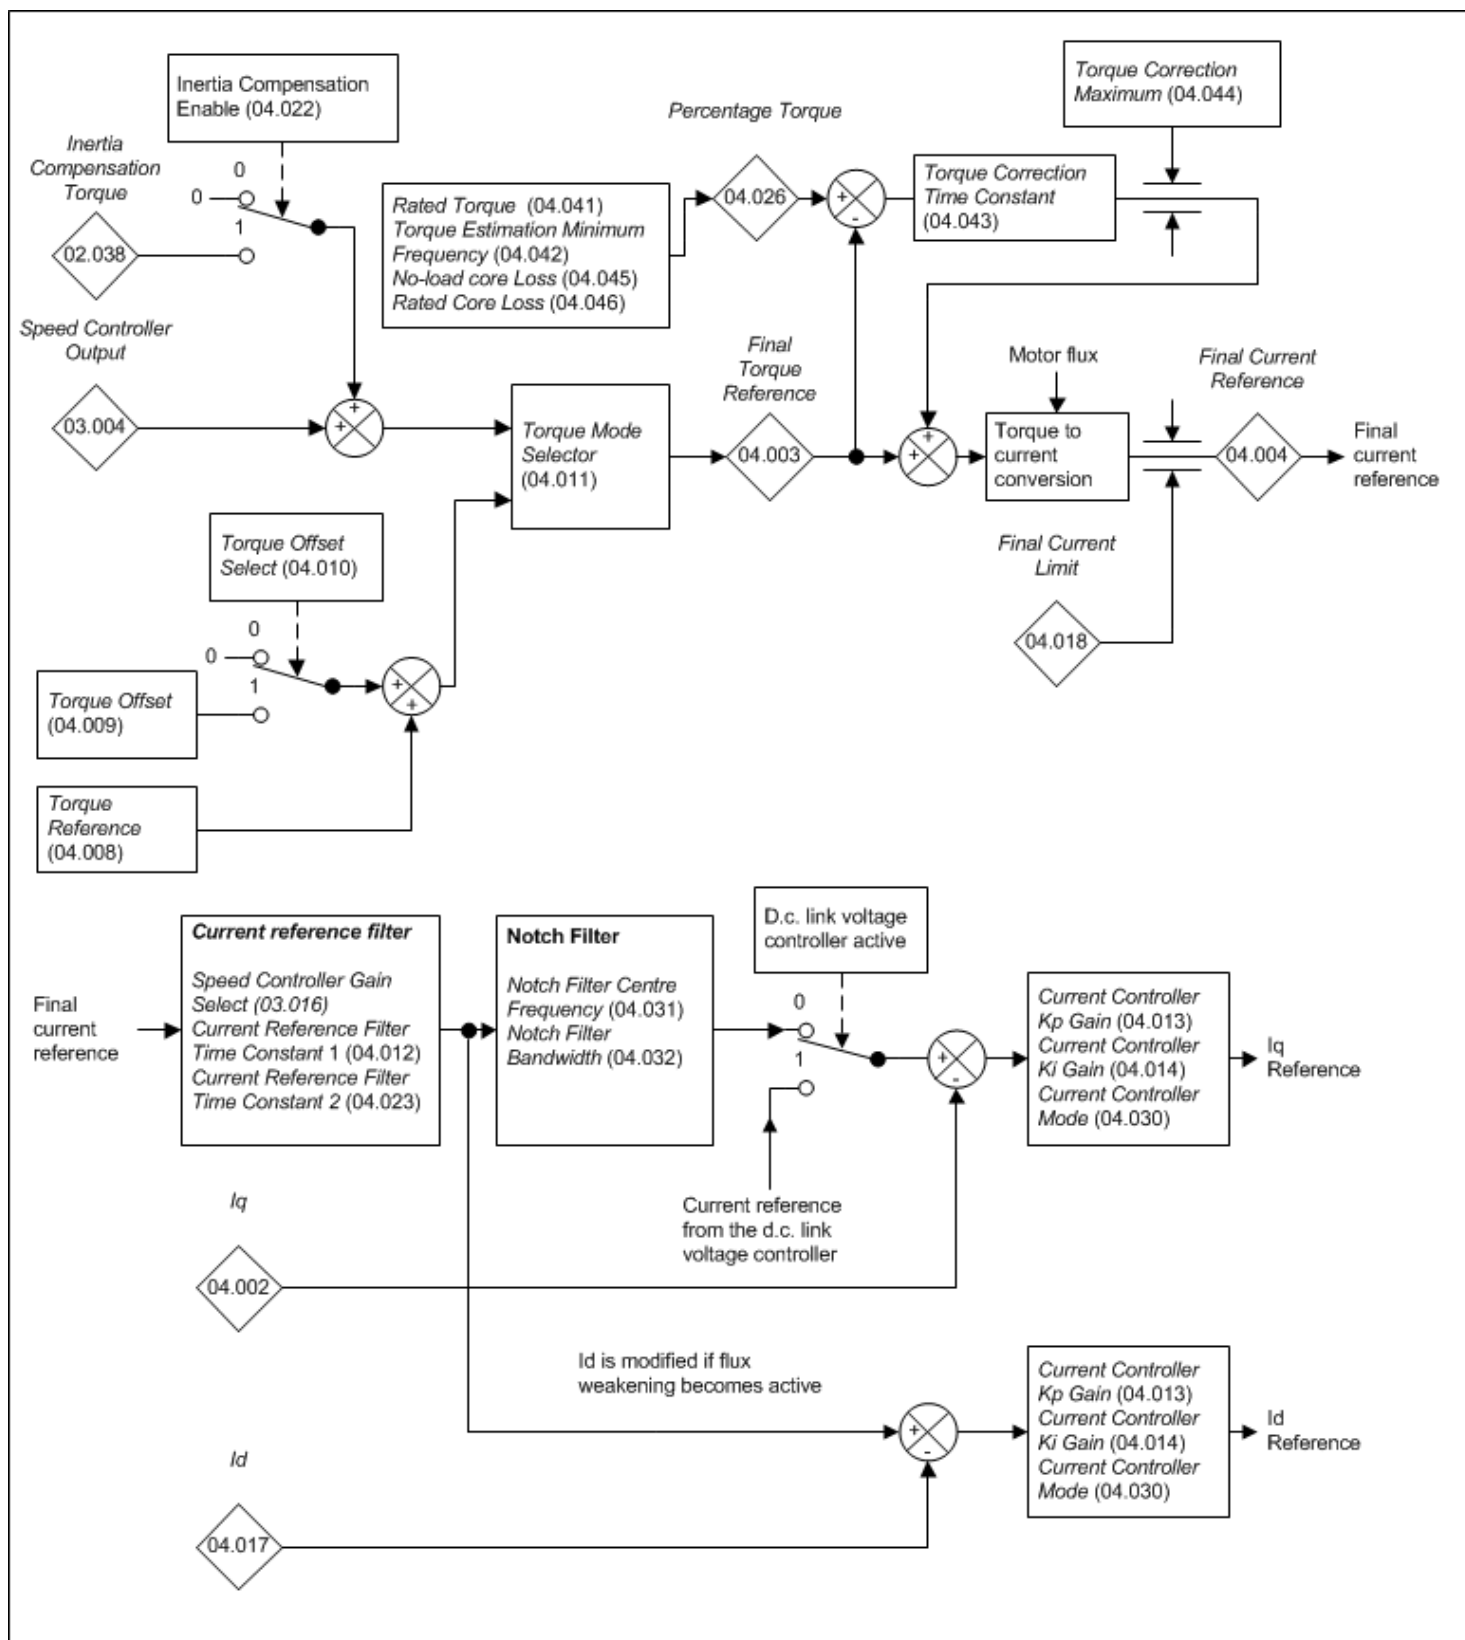 Inertia Compensation
Enable (04.022)
Inertia
Compensation
Torque
0
0
1
02.038
Speed Controller
Output
03.004
+
+
Rated Torque (04.041)
Torque Estimation Minimum
Frequency (04.042)
No-load core Loss (04.045)
Rated Core Loss (04.046)
Percentage Torque
04.026
+
-
Torque Correction
Time Constant
(04.043)
Torque Correction
Maximum (04.044)
Torque Mode
Selector
(04.011)
Final
Torque
Reference
04.003
+
+
Motor flux
Torque to
current
conversion
Final Current
Reference
04.004
Final
current
reference
Final Current
Limit
04.018
Torque Offset
Select (04.010)
0
0
1
+
+
Torque Offset
(04.009)
Torque
Reference
(04.008)
Final
current
reference
Current reference filter
Speed Controller Gain
Select (03.016)
Current Reference Filter
Time Constant 1 (04.012)
Current Reference Filter
Time Constant 2 (04.023)
Notch Filter
Notch Filter Centre
Frequency (04.031)
Notch Filter
Bandwidth (04.032)
D.c. link voltage
controller active
0
1
+
-
Current reference
from the d.c. link
voltage controller
Current Controller
Kp Gain (04.013)
Current Controller
Ki Gain (04.014)
Current Controller
Mode (04.030)
Iq
Reference
Iq
04.002
Id is modified if flux
weakening becomes active
+
-
Current Controller
Kp Gain (04.013)
Current Controller
Ki Gain (04.014)
Current Controller
Mode (04.030)
Id
Reference
Id
04.017